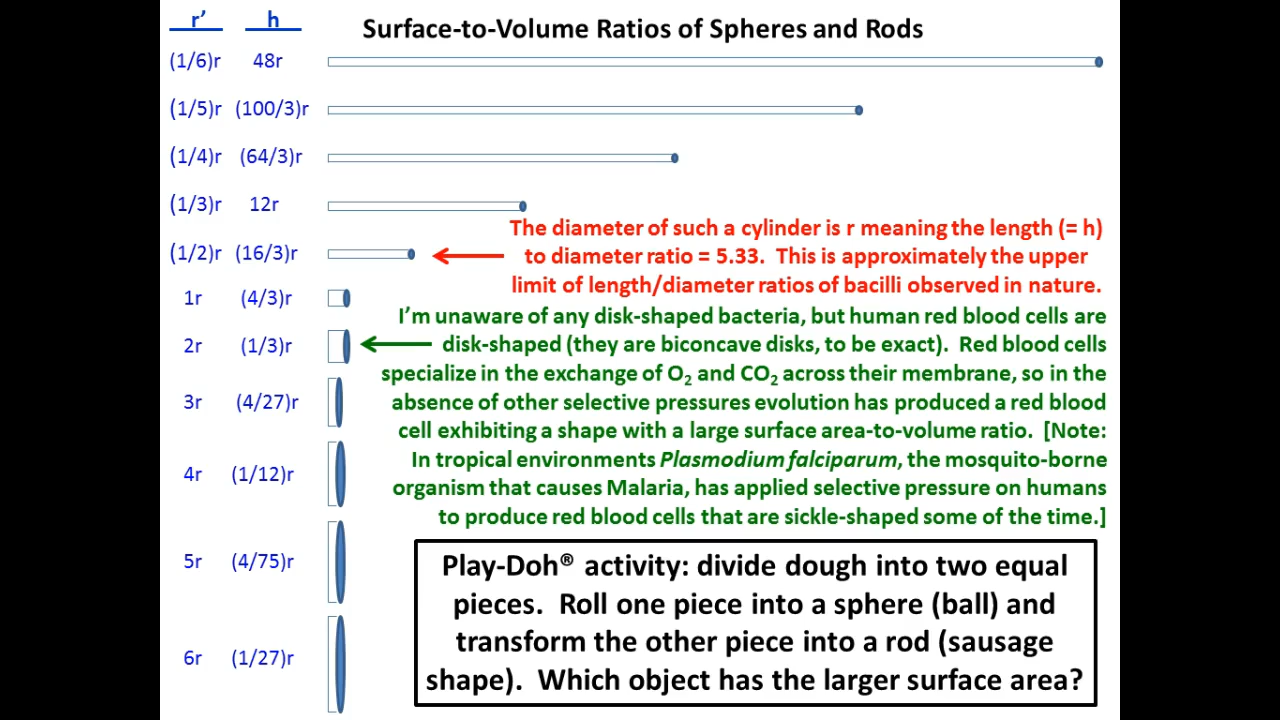 Surface-to-Volume Ratios of Spheres and Rods
r’ h
(1/6)r 48r
(1/5)r (100/3)r
(1/4)r (64/3)r
(1/3)r 12r
(1/2)r (16/3)r
The diameter of such a cylinder is r meaning the length (= h)
to diameter ratio = 5.33. This is approximately the upper
limit of length/diameter ratios of bacilli observed in nature.
1r (4/3)r
2r (1/3)r
3r (4/27)r
4r (1/12)r
5r (4/75)r
6r (1/27)r
I’m unaware of any disk-shaped bacteria, but human red blood cells are
disk-shaped (they are biconcave disks, to be exact). Red blood cells
specialize in the exchange of O₂ and CO₂ across their membrane, so in the
absence of other selective pressures evolution has produced a red blood
cell exhibiting a shape with a large surface area-to-volume ratio. [Note:
In tropical environments Plasmodium falciparum, the mosquito-borne
organism that causes Malaria, has applied selective pressure on humans
to produce red blood cells that are sickle-shaped some of the time.]
Play-Doh® activity: divide dough into two equal
pieces. Roll one piece into a sphere (ball) and
transform the other piece into a rod (sausage
shape). Which object has the larger surface area?